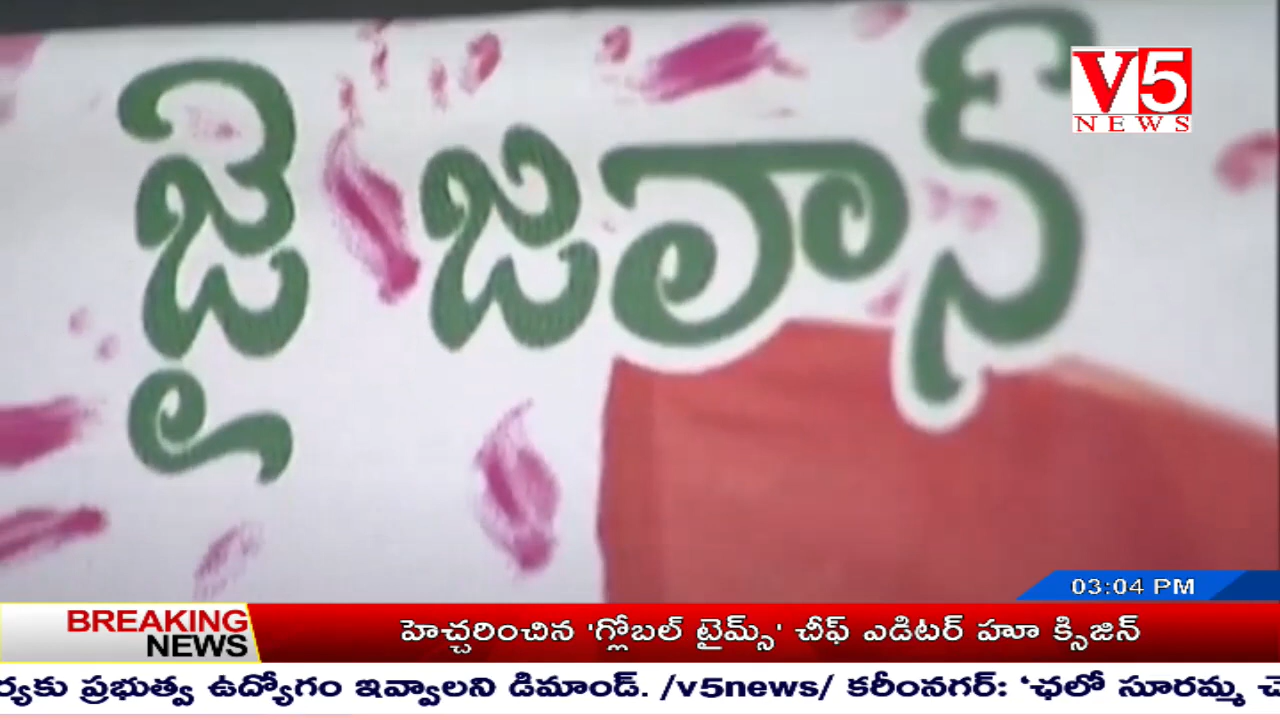 జై జవాన్
V5
NEWS
03:04 PM
BREAKING
NEWS
హెచ్చరించిన 'గ్లోబల్ టైమ్స్' చీఫ్ ఎడిటర్ హూ క్సిజిన్
ప్రభుత్వ ఉద్యోగం ఇవ్వాలని డిమాండ్. /v5news/ కరీంనగర్: 'ఛలో సూరమ్మ